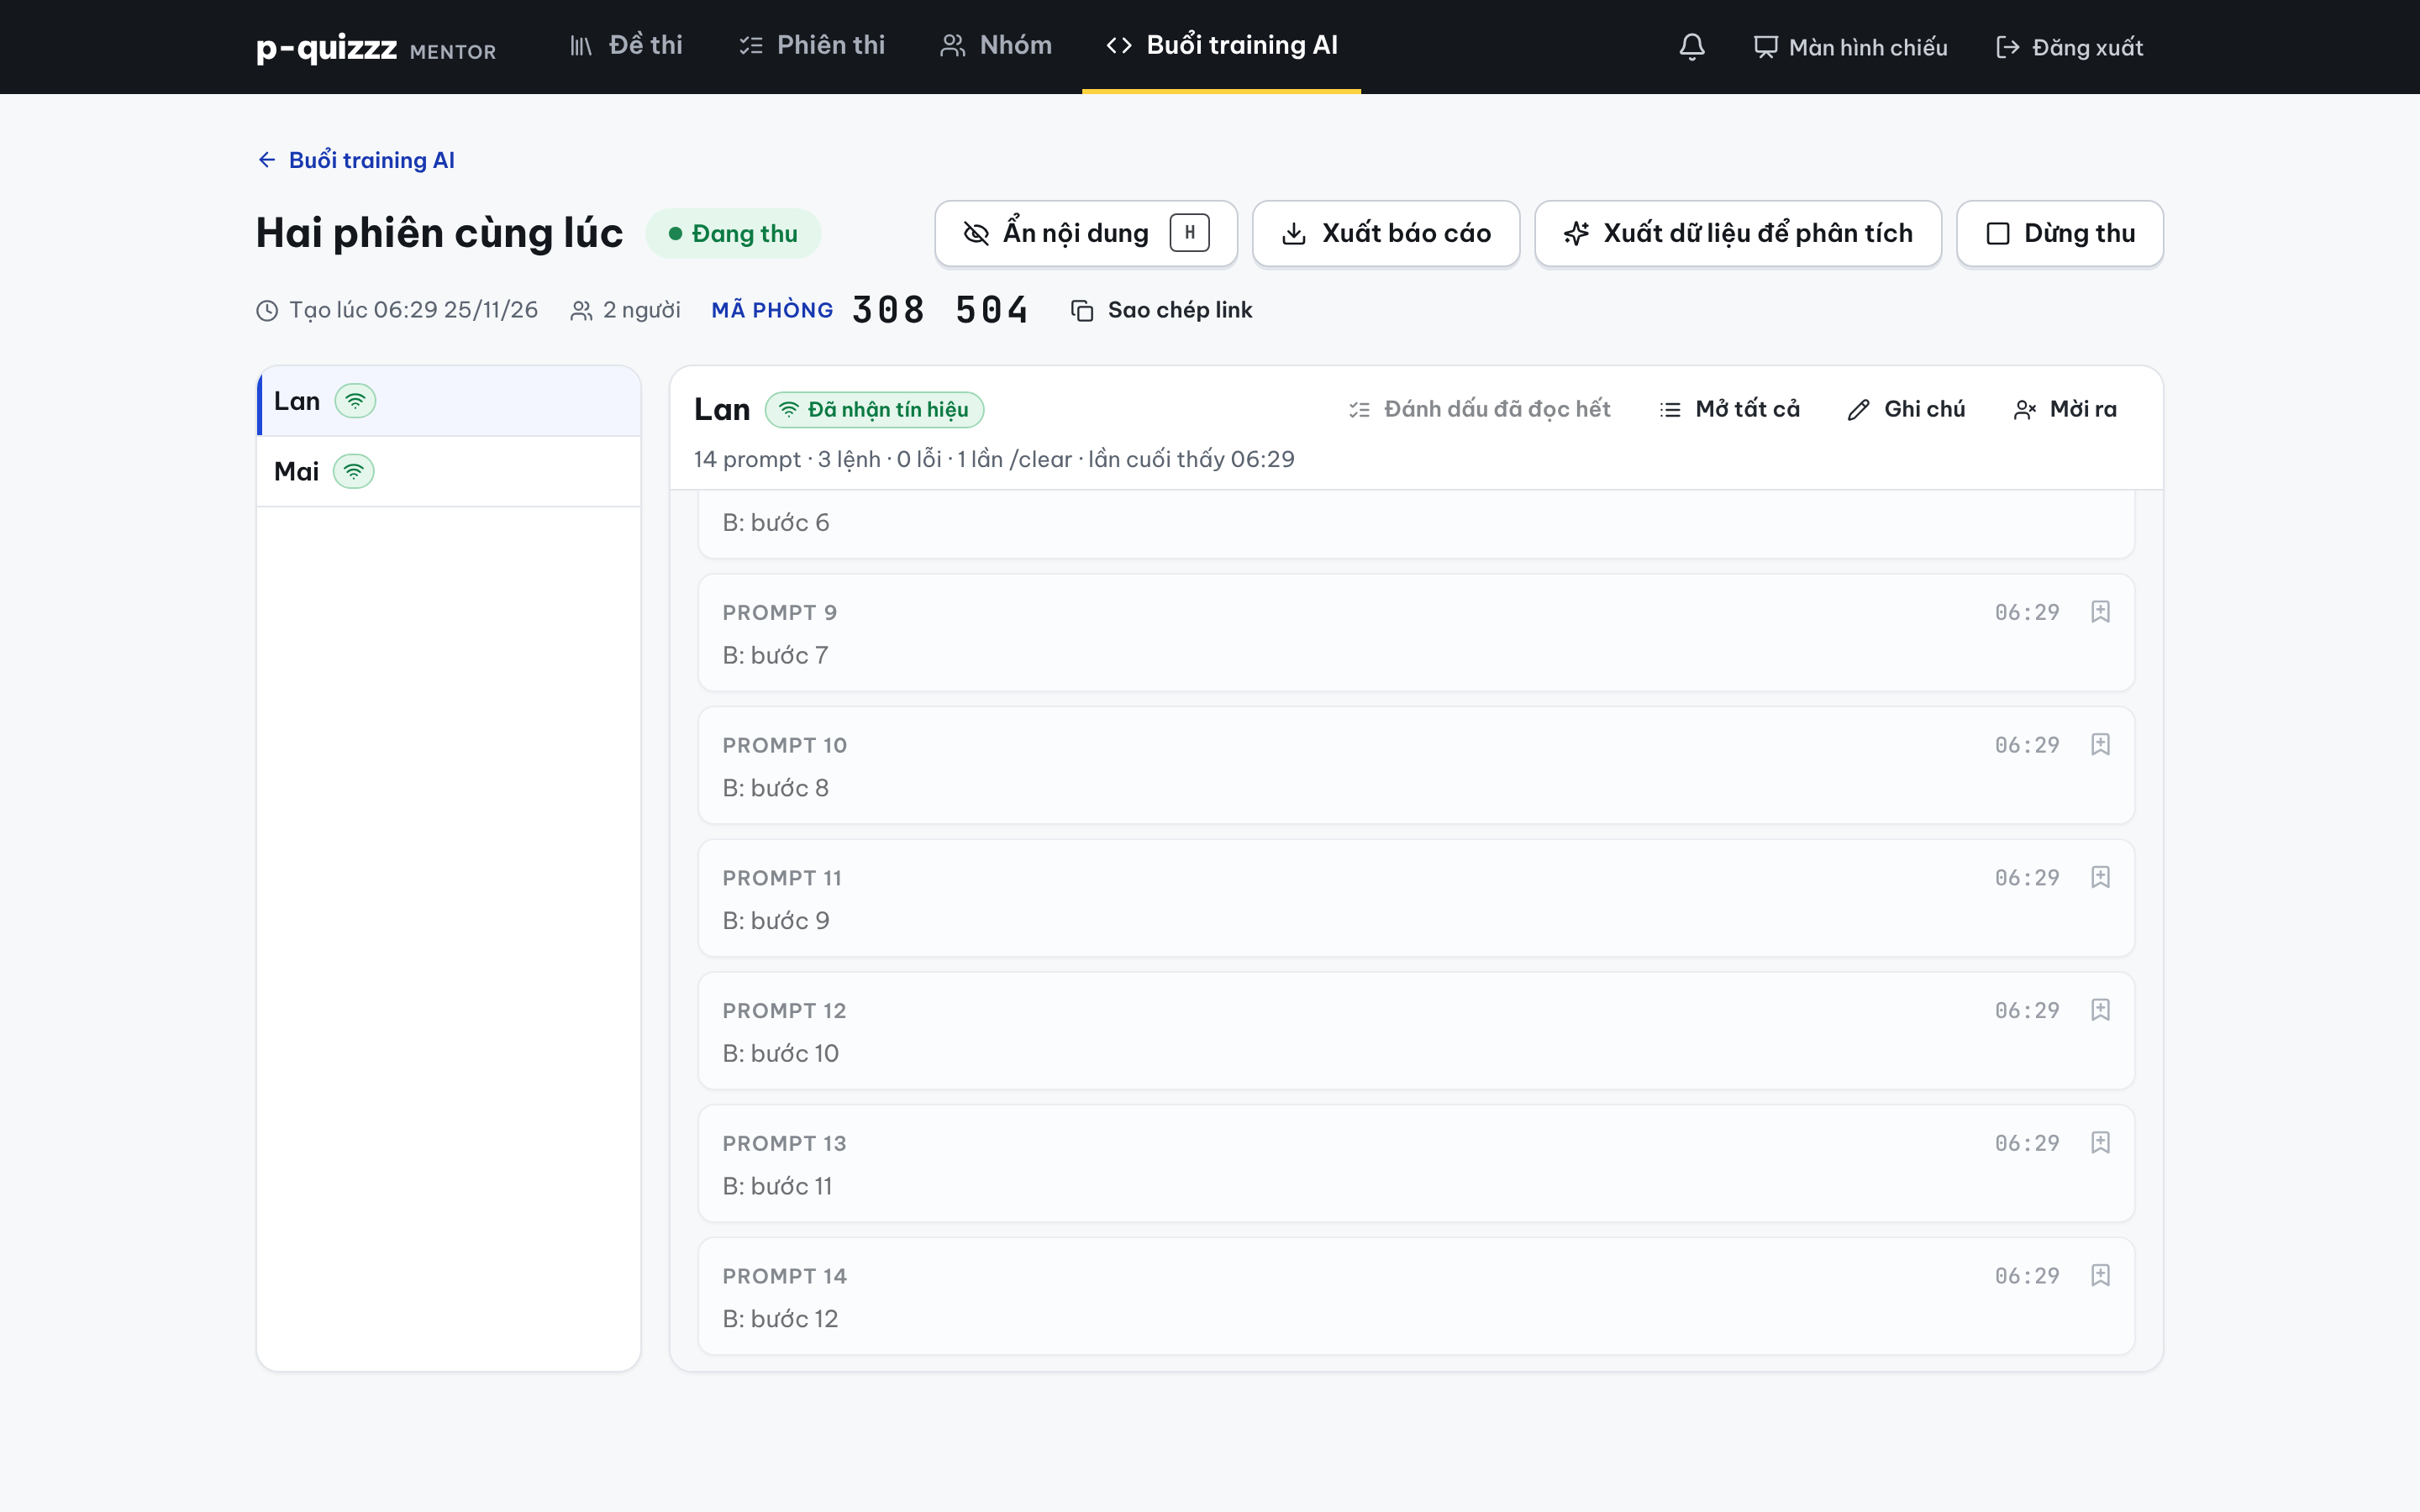 p-quizzz MENTOR
Đề thi
Phiên thi
Nhóm
Buổi training AI
Màn hình chiếu
Đăng xuất
Buổi training AI
Hai phiên cùng lúc
Đang thu
Ẩn nội dung H
Xuất báo cáo
Xuất dữ liệu để phân tích
Dừng thu
Tạo lúc 06:29 25/11/26
2 người
MÃ PHÒNG 308 504
Sao chép link
Lan
Mai
Lan
Đã nhận tín hiệu
Đánh dấu đã đọc hết
Mở tất cả
Ghi chú
Mời ra
14 prompt · 3 lệnh · 0 lỗi · 1 lần /clear · lần cuối thấy 06:29
B: bước 6
PROMPT 9 06:29
B: bước 7
PROMPT 10 06:29
B: bước 8
PROMPT 11 06:29
B: bước 9
PROMPT 12 06:29
B: bước 10
PROMPT 13 06:29
B: bước 11
PROMPT 14 06:29
B: bước 12